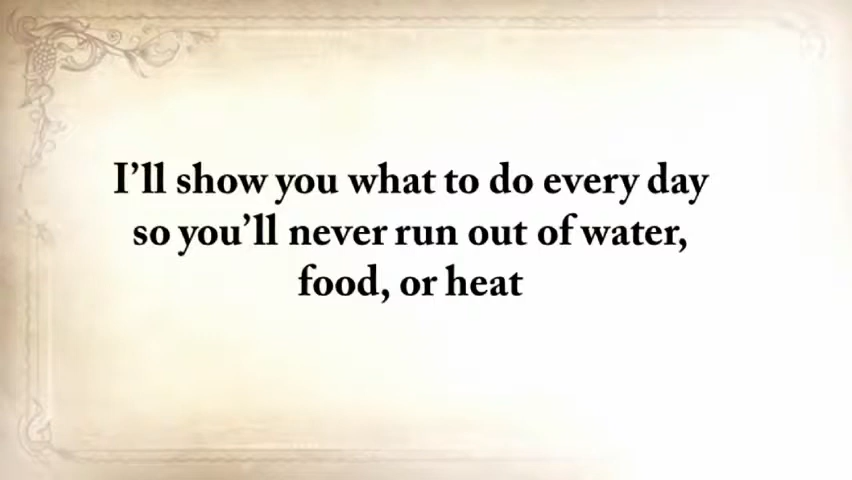 I’ll show you what to do every day
so you’ll never run out of water,
food, or heat